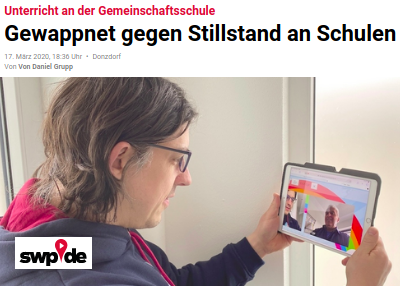 Unterricht an der Gemeinschaftsschule
Gewappnet gegen Stillstand an Schulen
17. März 2020, 18:36 Uhr • Donzdorf
Von Von Daniel Grupp
swp.de